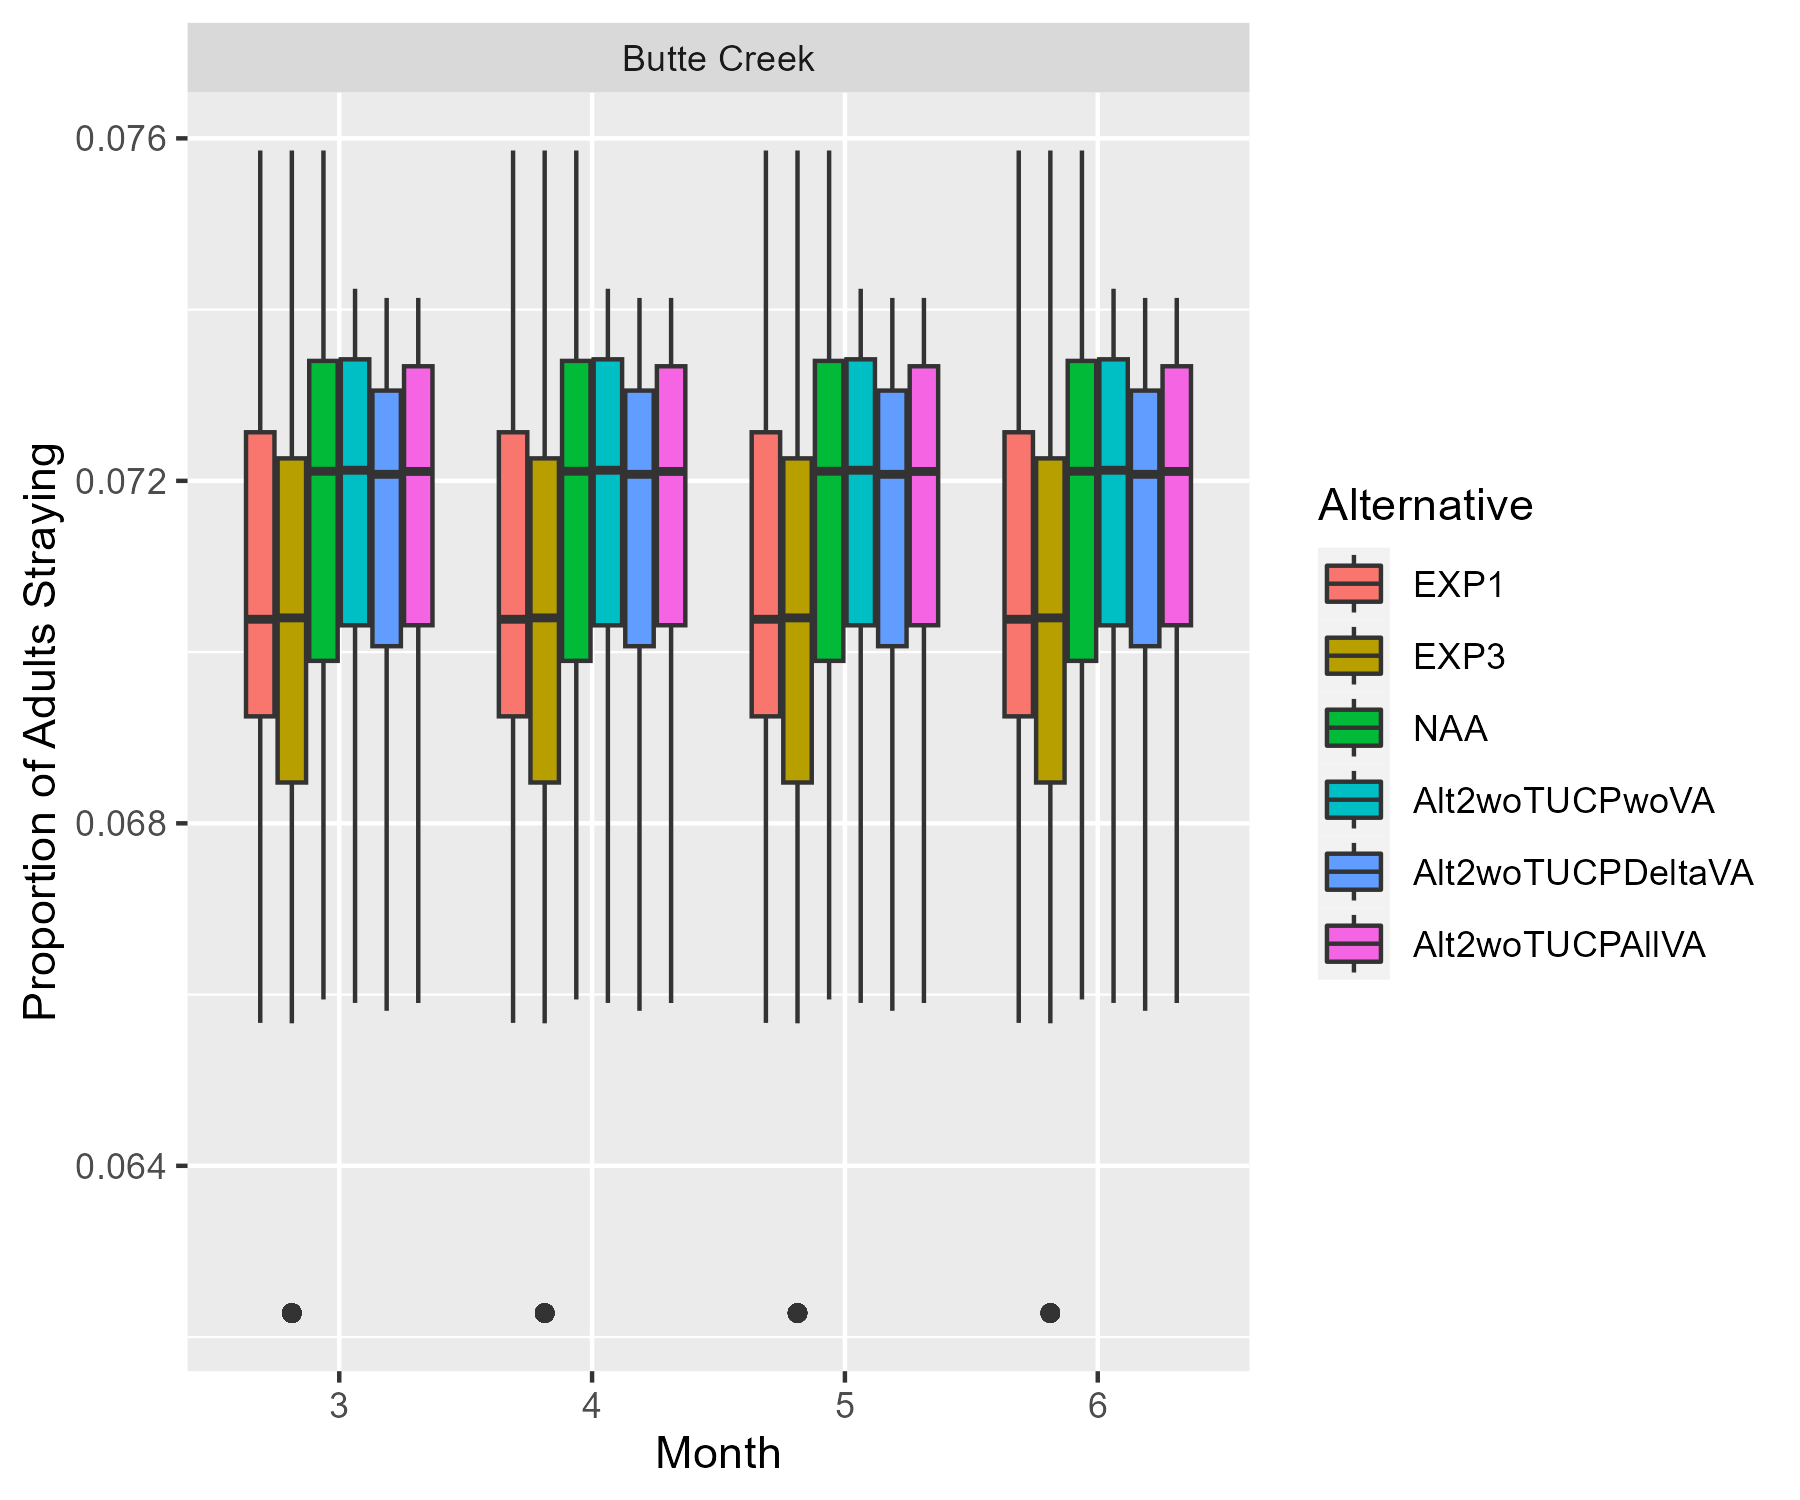 Butte Creek
0.076
0.072
0.068
0.064
Proportion of Adults Straying
3 4 5 6
Month
Alternative
EXP1
EXP3
NAA
Alt2woTUCPwoVA
Alt2woTUCPDeltaVA
Alt2woTUCPAllVA